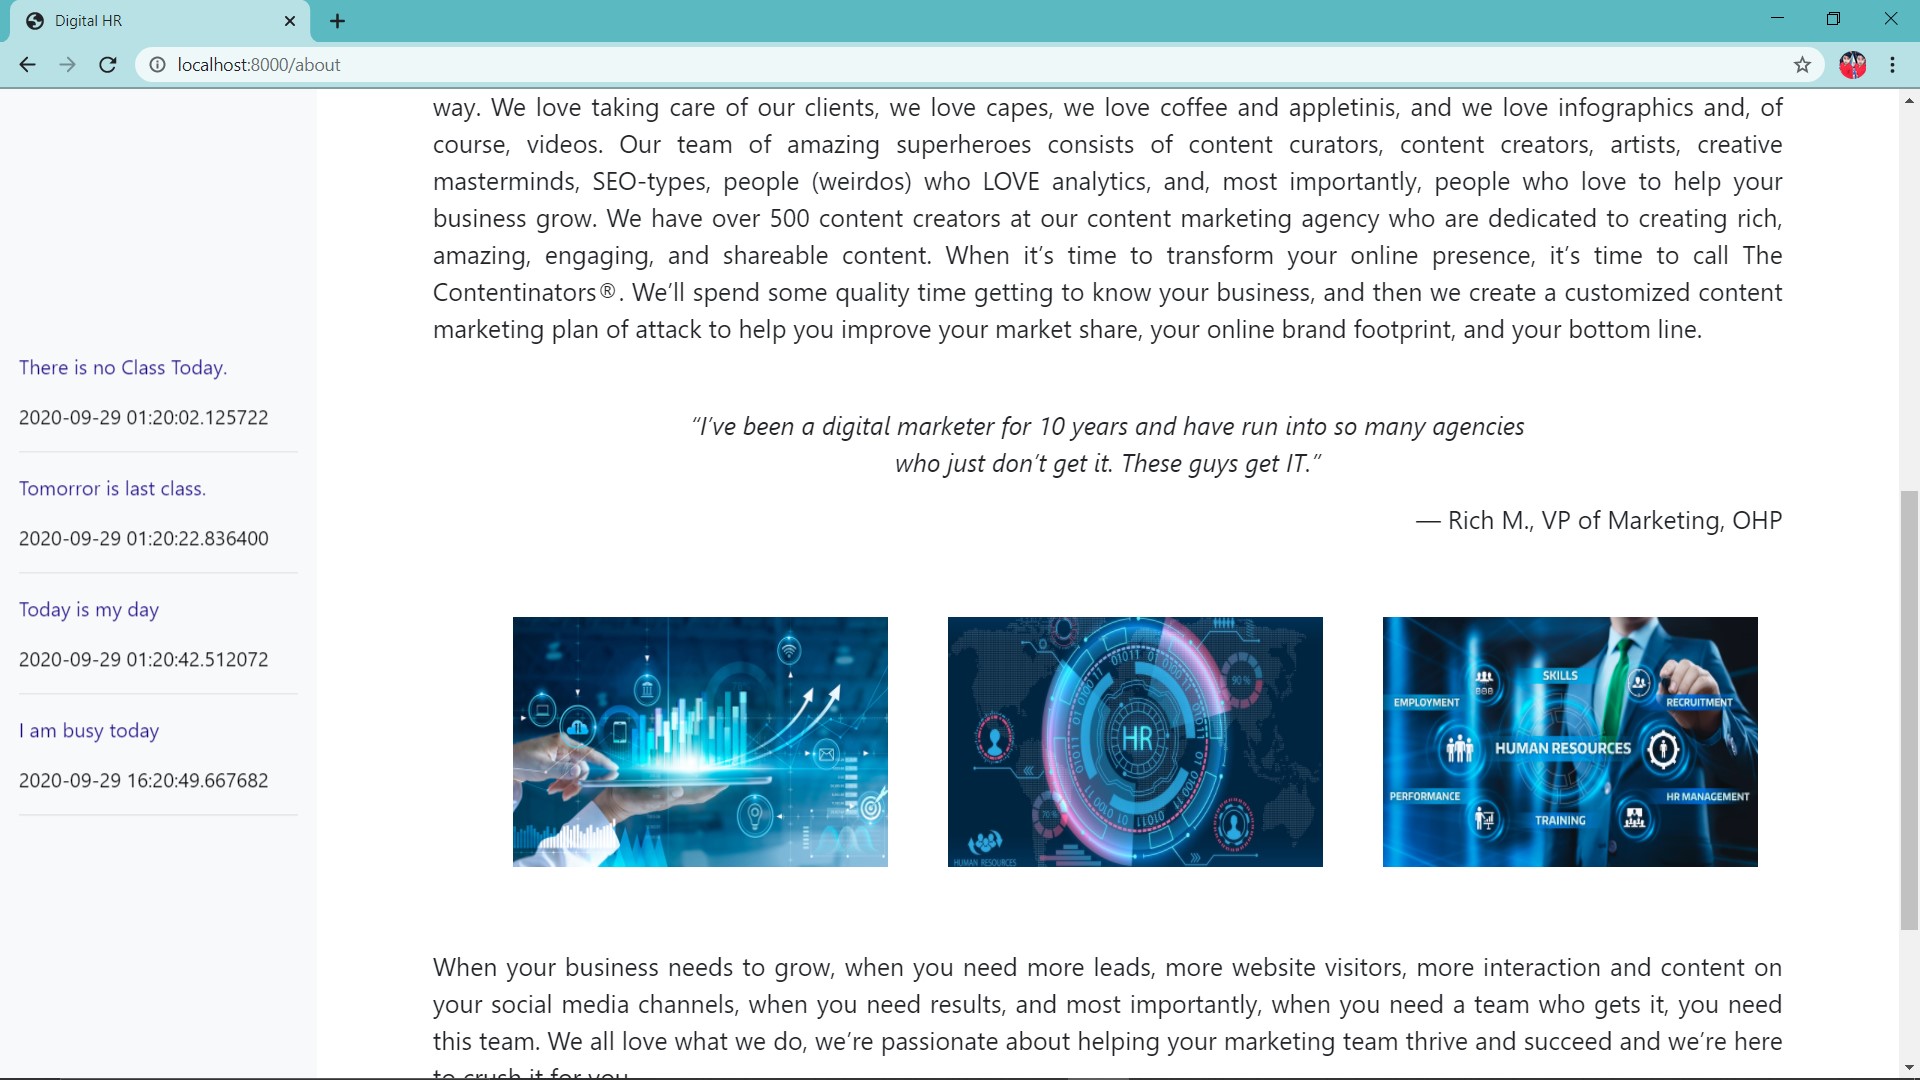 Digital HR
localhost:8000/about
There is no Class Today.
2020-09-29 01:20:02.125722
Tomorror is last class.
2020-09-29 01:20:22.836400
Today is my day
2020-09-29 01:20:42.512072
I am busy today
2020-09-29 16:20:49.667682
way. We love taking care of our clients, we love capes, we love coffee and appletinis, and we love infographics and, of
course, videos. Our team of amazing superheroes consists of content curators, content creators, artists, creative
masterminds, SEO-types, people (weirdos) who LOVE analytics, and, most importantly, people who love to help your
business grow. We have over 500 content creators at our content marketing agency who are dedicated to creating rich,
amazing, engaging, and shareable content. When it’s time to transform your online presence, it’s time to call The
Contentinators®. We’ll spend some quality time getting to know your business, and then we create a customized content
marketing plan of attack to help you improve your market share, your online brand footprint, and your bottom line.
“I’ve been a digital marketer for 10 years and have run into so many agencies
who just don’t get it. These guys get IT.”
— Rich M., VP of Marketing, OHP
HR
90 %
70 %
HUMAN RESOURCES
SKILLS
EMPLOYMENT
RECRUITMENT
HUMAN RESOURCES
PERFORMANCE
HR MANAGEMENT
TRAINING
When your business needs to grow, when you need more leads, more website visitors, more interaction and content on
your social media channels, when you need results, and most importantly, when you need a team who gets it, you need
this team. We all love what we do, we’re passionate about helping your marketing team thrive and succeed and we’re here
to crush it for you